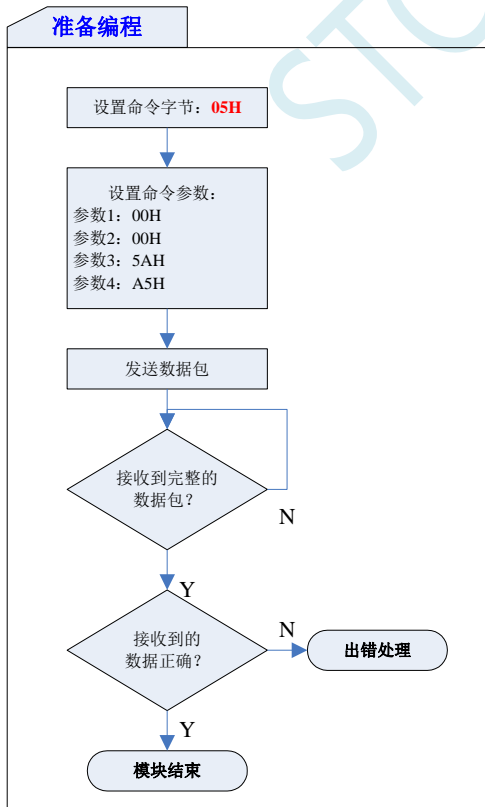 准备编程
STC
设置命令字节：05H
设置命令参数：
参数1：00H
参数2：00H
参数3：5AH
参数4：A5H
发送数据包
接收到完整的
数据包？
N
Y
接收到的
数据正确？
N
出错处理
Y
模块结束